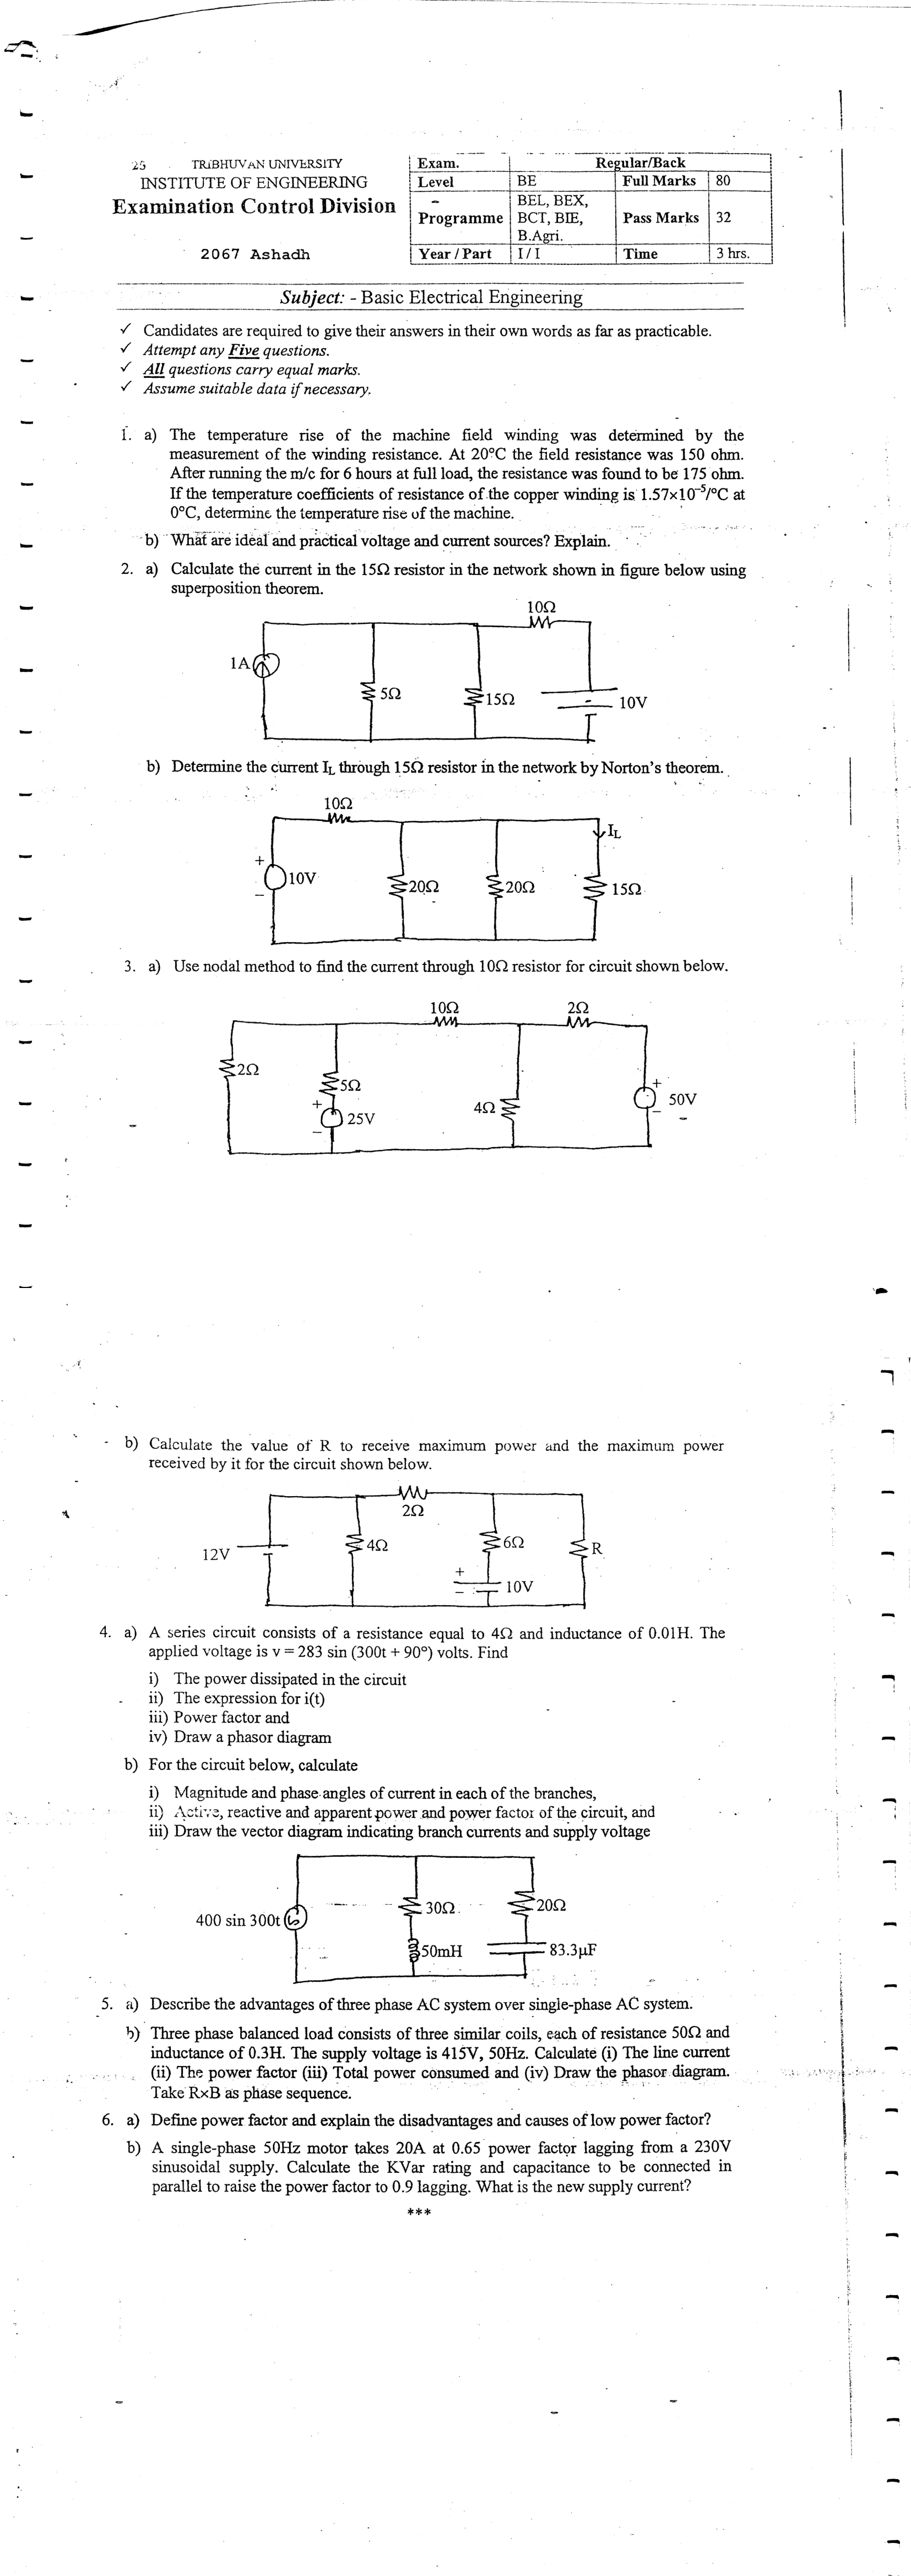 25 TRIBHUVAN UNIVERSITY
INSTITUTE OF ENGINEERING
Examination Control Division
2067 Ashadh
Exam. Regular/Back
Level BE Full Marks 80
Programme BEL, BEX, BCT, BIE, B.Agri. Pass Marks 32
Year / Part I / I Time 3 hrs.
Subject: - Basic Electrical Engineering
✓ Candidates are required to give their answers in their own words as far as practicable.
✓ Attempt any Five questions.
✓ All questions carry equal marks.
✓ Assume suitable data if necessary.
1. a) The temperature rise of the machine field winding was determined by the
measurement of the winding resistance. At 20°C the field resistance was 150 ohm.
After running the m/c for 6 hours at full load, the resistance was found to be 175 ohm.
If the temperature coefficients of resistance of the copper winding is 1.57×10⁻⁵/°C at
0°C, determine the temperature rise of the machine.
b) What are ideal and practical voltage and current sources? Explain.
2. a) Calculate the current in the 15Ω resistor in the network shown in figure below using
superposition theorem.
10Ω
1A
5Ω
15Ω
10V
b) Determine the current IL through 15Ω resistor in the network by Norton's theorem.
10Ω
IL
+
10V
-
20Ω
20Ω
15Ω
3. a) Use nodal method to find the current through 10Ω resistor for circuit shown below.
10Ω
2Ω
2Ω
5Ω
+
25V
-
4Ω
+
50V
-
b) Calculate the value of R to receive maximum power and the maximum power
received by it for the circuit shown below.
2Ω
12V
4Ω
6Ω
R
+
10V
-
4. a) A series circuit consists of a resistance equal to 4Ω and inductance of 0.01H. The
applied voltage is v = 283 sin (300t + 90°) volts. Find
i) The power dissipated in the circuit
ii) The expression for i(t)
iii) Power factor and
iv) Draw a phasor diagram
b) For the circuit below, calculate
i) Magnitude and phase angles of current in each of the branches,
ii) Active, reactive and apparent power and power factor of the circuit, and
iii) Draw the vector diagram indicating branch currents and supply voltage
400 sin 300t
30Ω
20Ω
50mH
83.3μF
5. a) Describe the advantages of three phase AC system over single-phase AC system.
b) Three phase balanced load consists of three similar coils, each of resistance 50Ω and
inductance of 0.3H. The supply voltage is 415V, 50Hz. Calculate (i) The line current
(ii) The power factor (iii) Total power consumed and (iv) Draw the phasor diagram.
Take R×B as phase sequence.
6. a) Define power factor and explain the disadvantages and causes of low power factor?
b) A single-phase 50Hz motor takes 20A at 0.65 power factor lagging from a 230V
sinusoidal supply. Calculate the KVar rating and capacitance to be connected in
parallel to raise the power factor to 0.9 lagging. What is the new supply current?
***